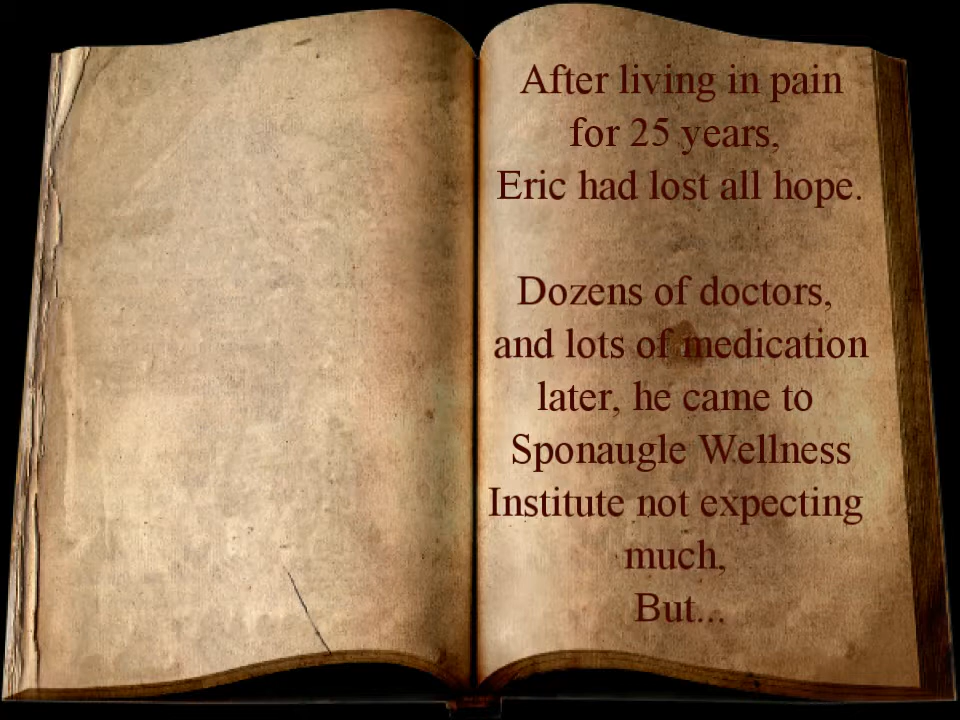 After living in pain
for 25 years,
Eric had lost all hope.
Dozens of doctors,
and lots of medication
later, he came to
Sponaugle Wellness
Institute not expecting
much,
But...